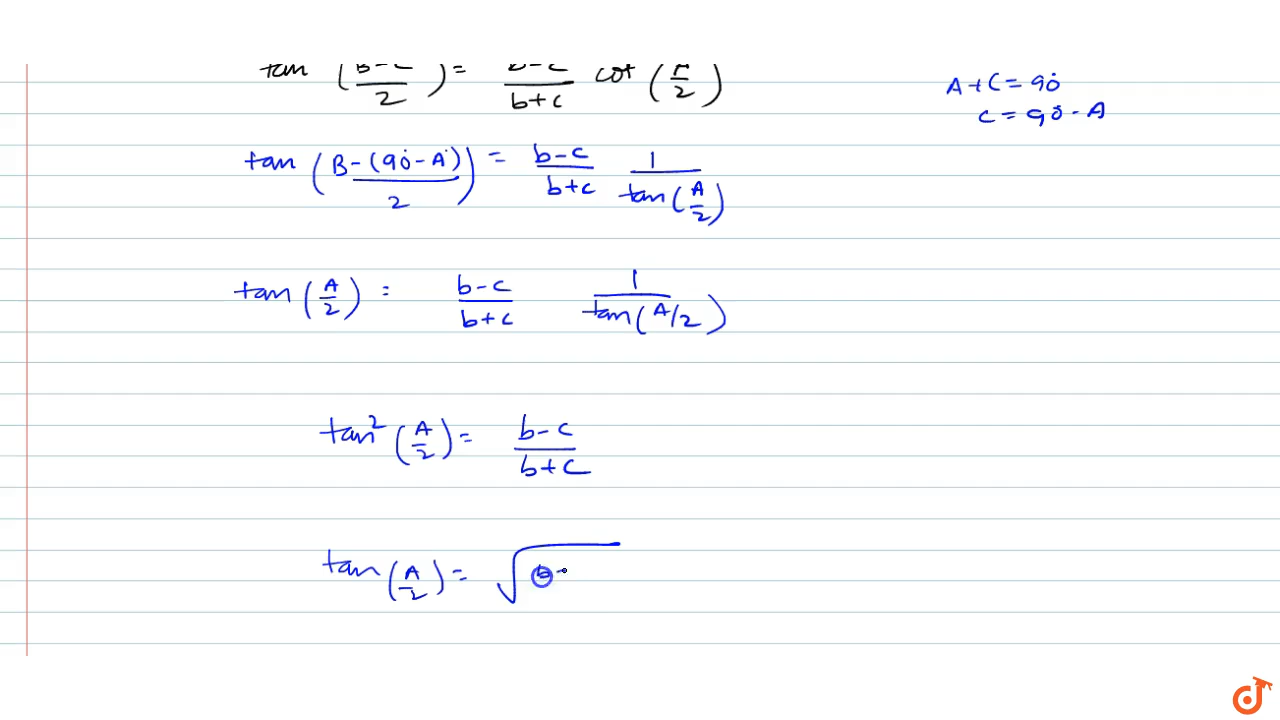 tan (B-C/2) = b-c/b+c cot (A/2)
A + C = 90°
C = 90° - A
tan (B-(90°-A°)/2) = b-c/b+c 1/tan(A/2)
tan (A/2) = b-c/b+c 1/tan(A/2)
tan² (A/2) = b-c/b+c
tan (A/2) = √b-